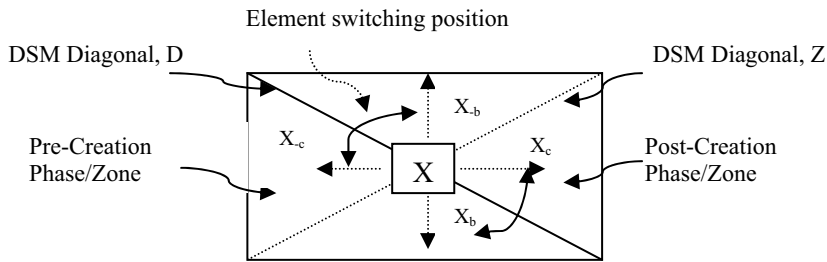 Element switching position
DSM Diagonal, D
DSM Diagonal, Z
X-b
Pre-Creation
Phase/Zone
X-c
X
Xc
Post-Creation
Phase/Zone
Xb